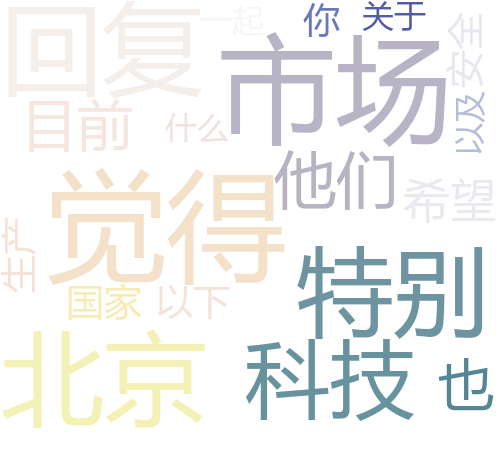 一起
你
关于
回复
市场
安全
目前
什么
以及
他们
觉得
希望
生产
特别
国家
以下
北京
科技
也